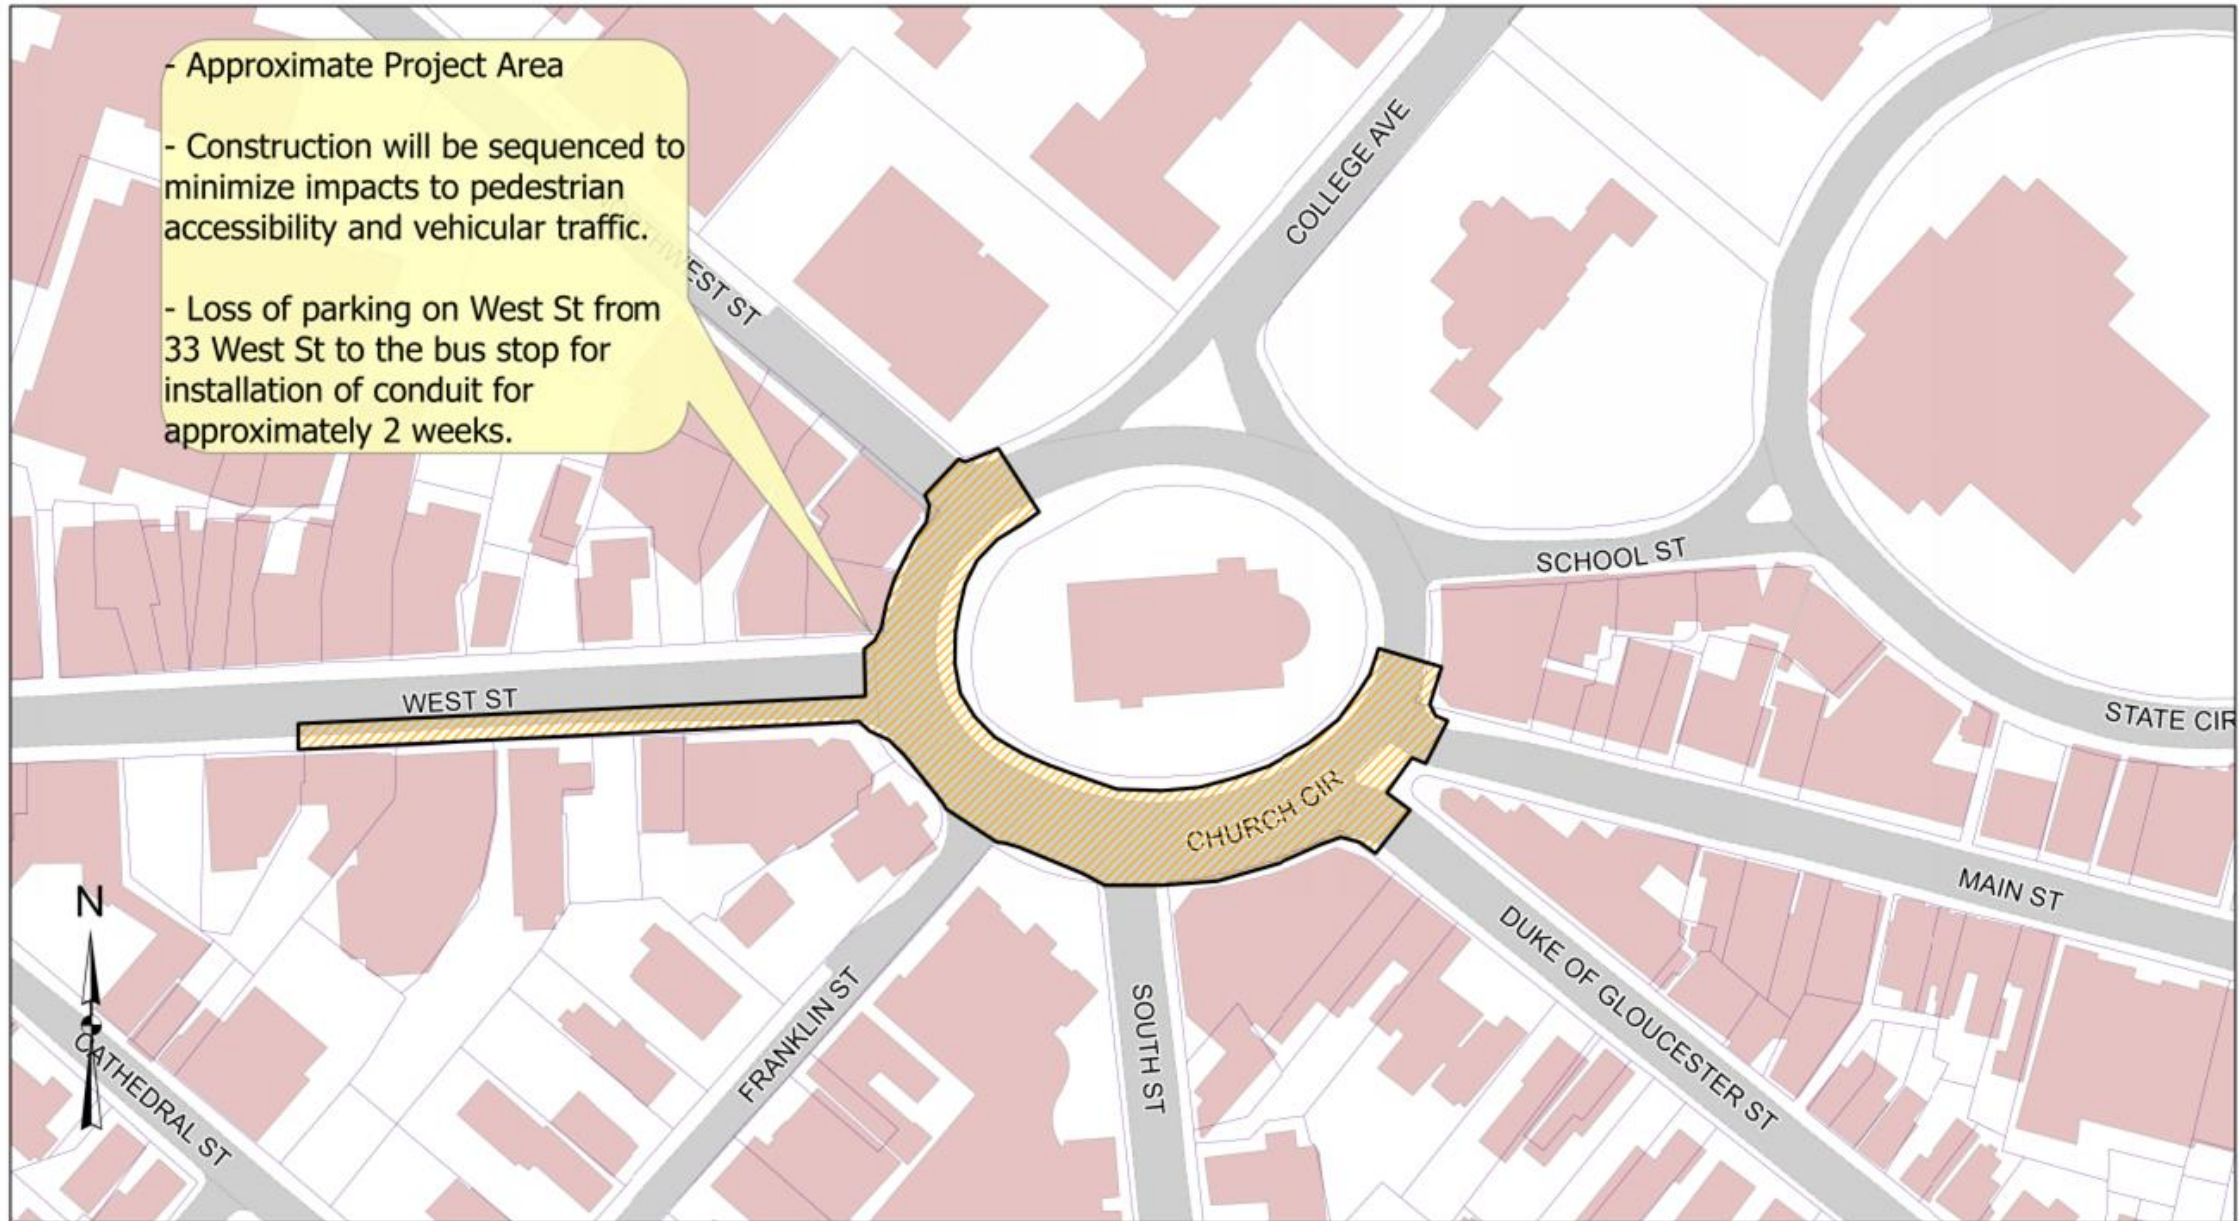 - Approximate Project Area
- Construction will be sequenced to
minimize impacts to pedestrian
accessibility and vehicular traffic.
- Loss of parking on West St from
33 West St to the bus stop for
installation of conduit for
approximately 2 weeks.
NORTHWEST ST
COLLEGE AVE
SCHOOL ST
WEST ST
STATE CIR
CHURCH CIR
MAIN ST
N
DUKE OF GLOUCESTER ST
FRANKLIN ST
SOUTH ST
CATHEDRAL ST